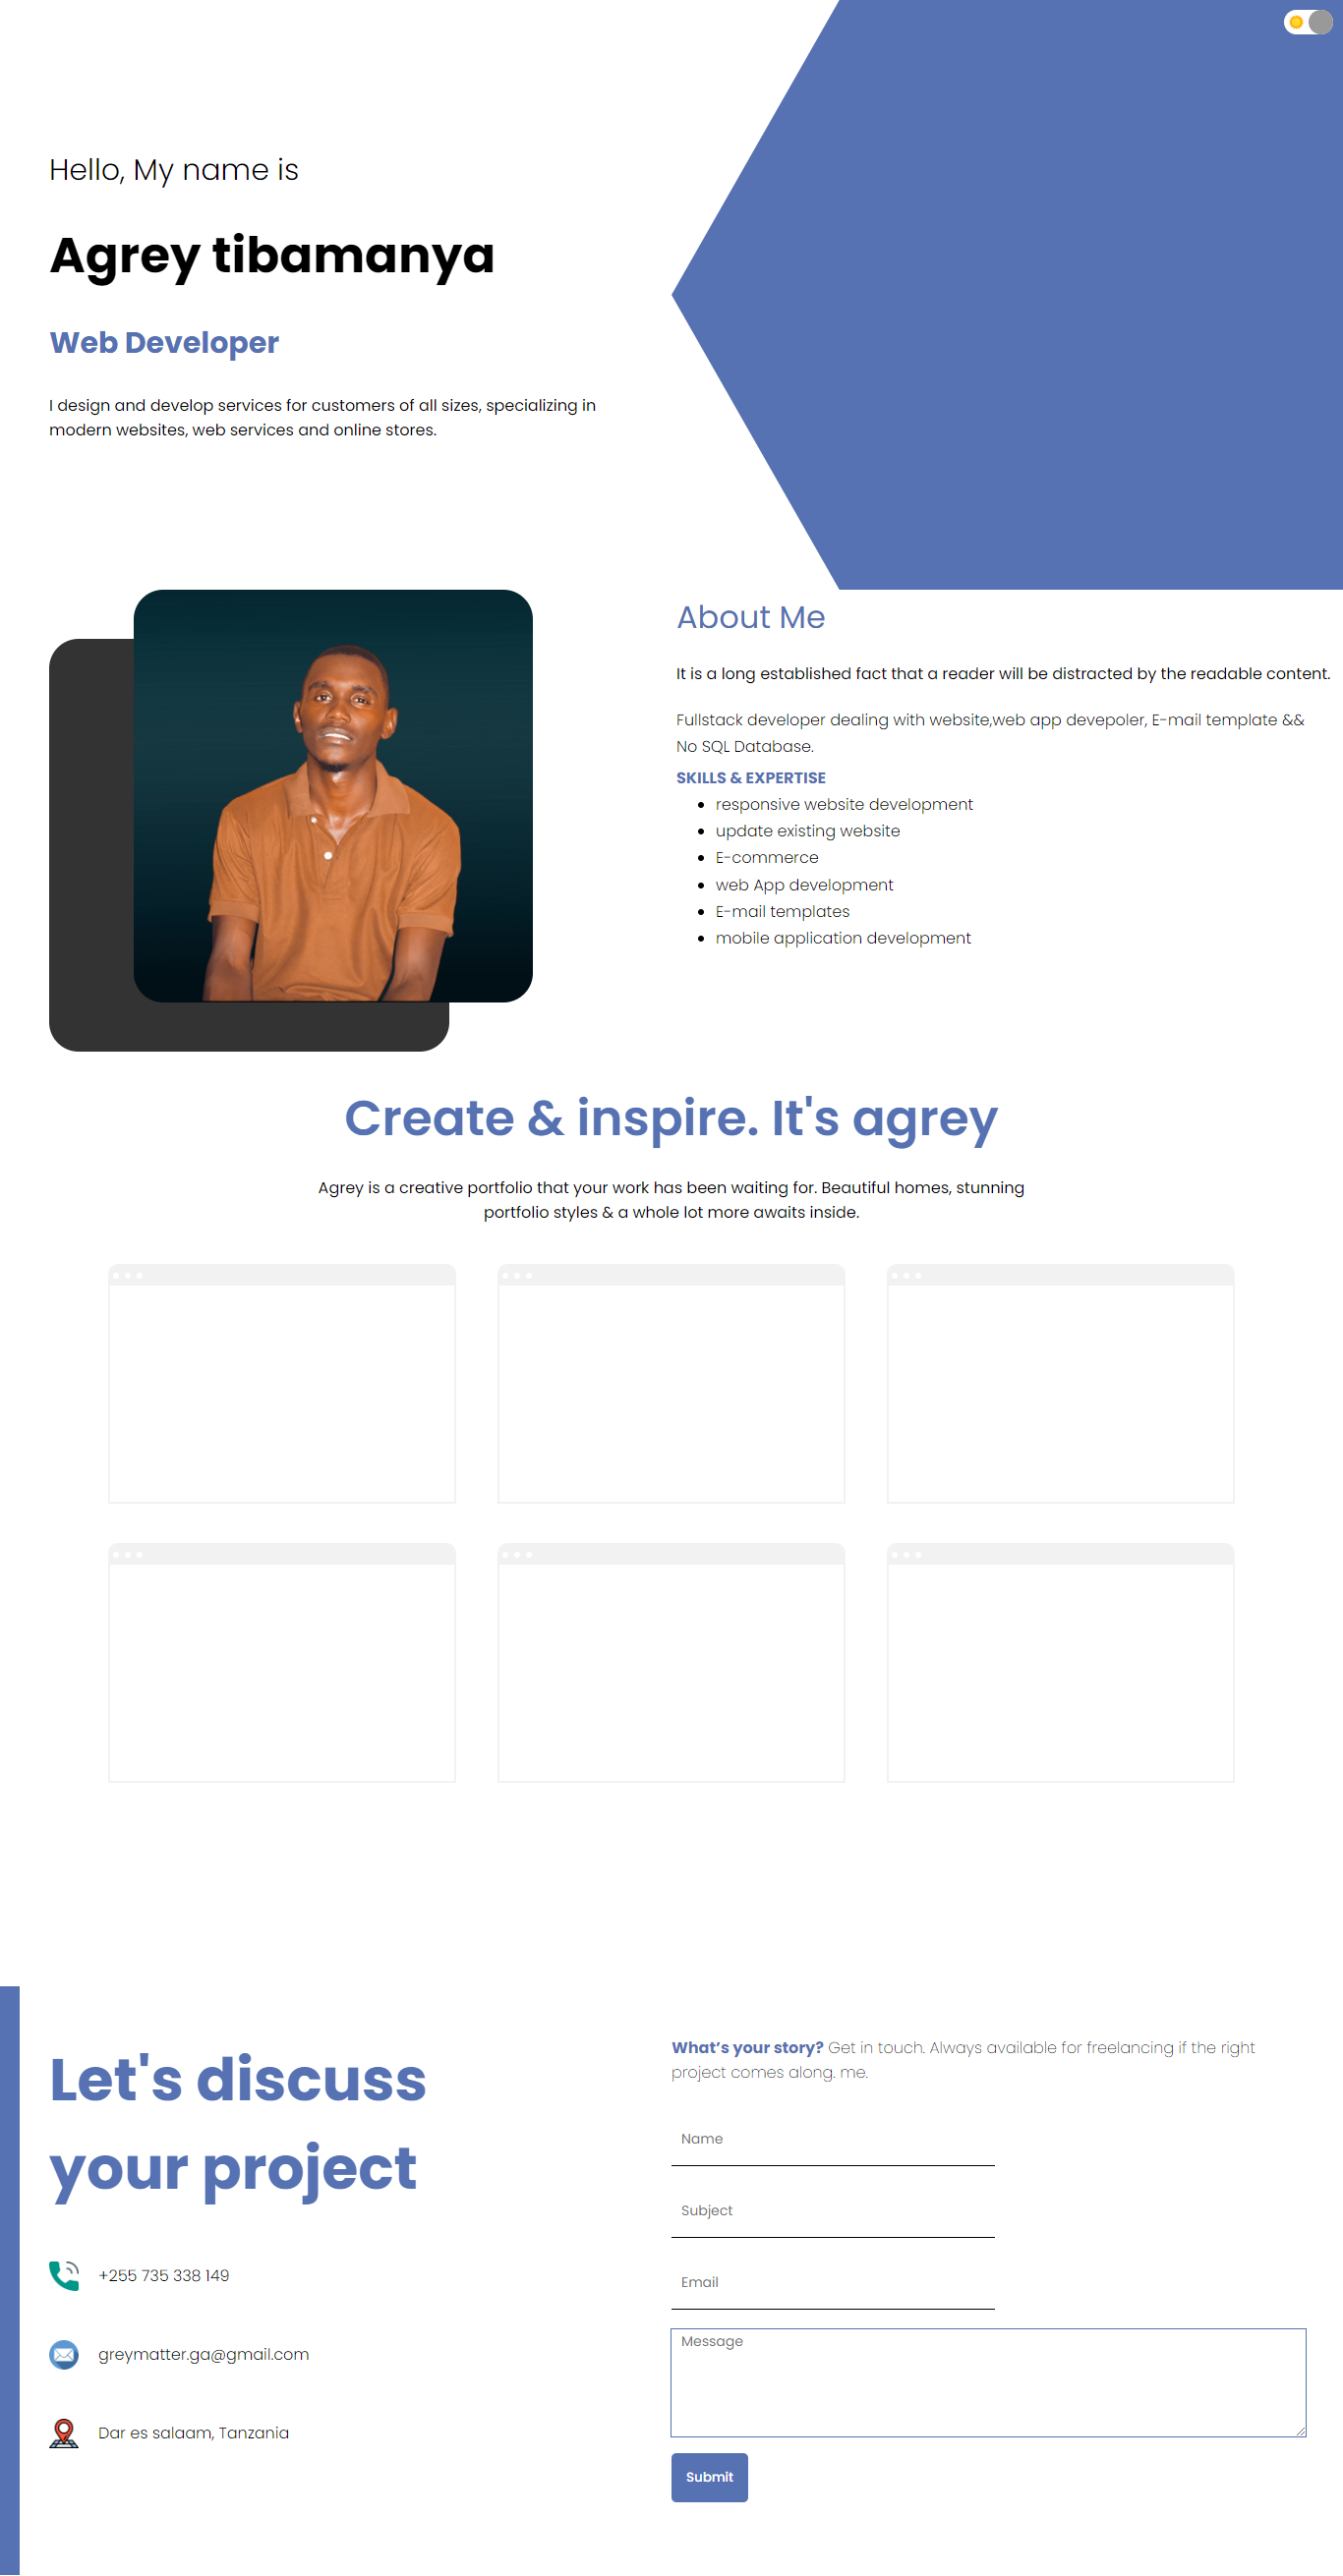 Hello, My name is
Agrey tibamanya
Web Developer
I design and develop services for customers of all sizes, specializing in
modern websites, web services and online stores.
About Me
It is a long established fact that a reader will be distracted by the readable content.
Fullstack developer dealing with website,web app devepoler, E-mail template &&
No SQL Database.
SKILLS & EXPERTISE
responsive website development
update existing website
E-commerce
web App development
E-mail templates
mobile application development
Create & inspire. It's agrey
Agrey is a creative portfolio that your work has been waiting for. Beautiful homes, stunning
portfolio styles & a whole lot more awaits inside.
Let's discuss
your project
+255 735 338 149
greymatter.ga@gmail.com
Dar es salaam, Tanzania
What’s your story? Get in touch. Always available for freelancing if the right
project comes along. me.
Name
Subject
Email
Message
Submit